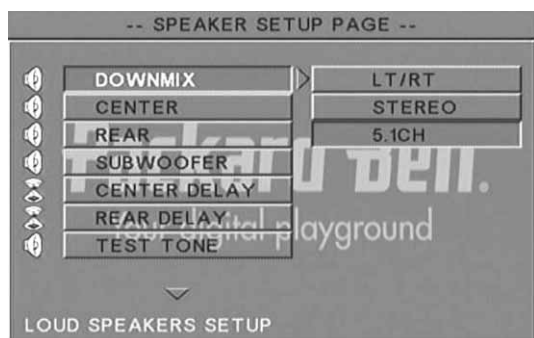 -- SPEAKER SETUP PAGE --
DOWNMIX
LT/RT
CENTER
STEREO
REAR
5.1CH
SUBWOOFER
CENTER DELAY
REAR DELAY
TEST TONE
Packard Bell.
Your digital playground
LOUD SPEAKERS SETUP